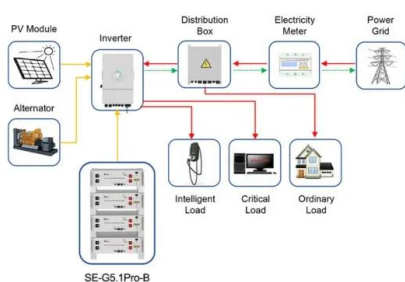 PV Module
Inverter
Distribution
Box
Electricity
Meter
Power
Grid
Alternator
Intelligent
Load
Critical
Load
Ordinary
Load
SE-G5.1Pro-B